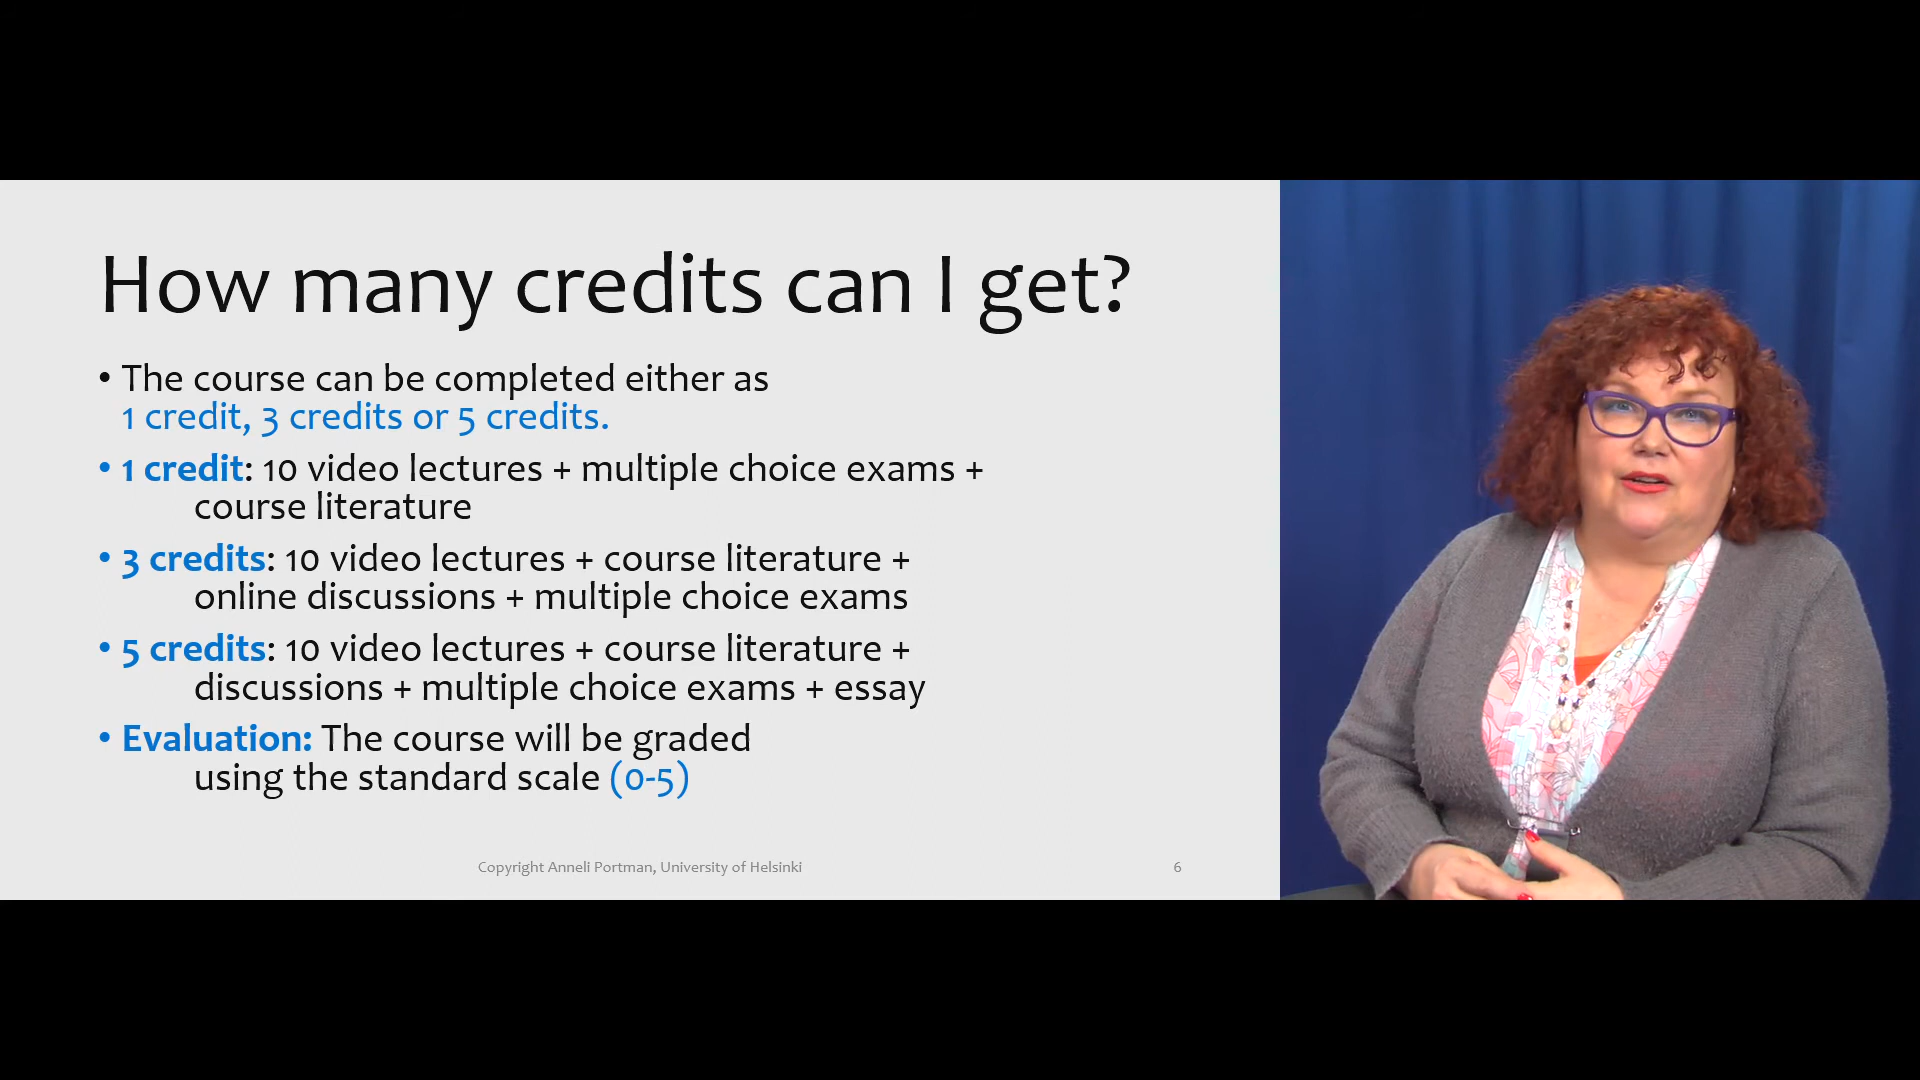 How many credits can I get?
• The course can be completed either as
1 credit, 3 credits or 5 credits.
• 1 credit: 10 video lectures + multiple choice exams +
course literature
• 3 credits: 10 video lectures + course literature +
online discussions + multiple choice exams
• 5 credits: 10 video lectures + course literature +
discussions + multiple choice exams + essay
• Evaluation: The course will be graded
using the standard scale (0-5)
Copyright Anneli Portman, University of Helsinki
6